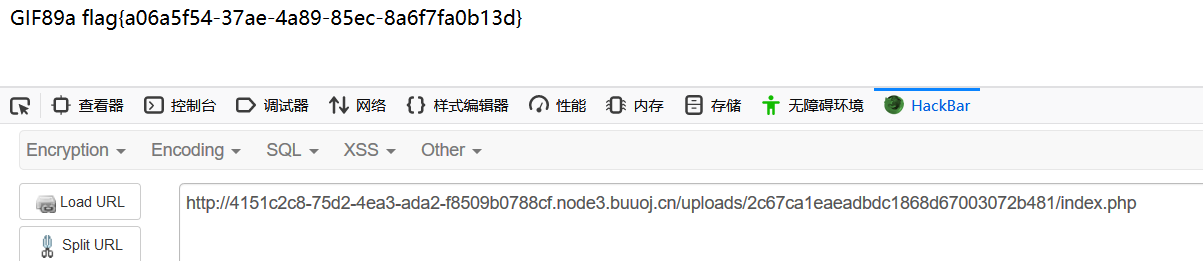 GIF89a flag{a06a5f54-37ae-4a89-85ec-8a6f7fa0b13d}
查看器 控制台 调试器 网络 样式编辑器 性能 内存 存储 无障碍环境 HackBar
Encryption Encoding SQL XSS Other
Load URL http://4151c2c8-75d2-4ea3-ada2-f8509b0788cf.node3.buuoj.cn/uploads/2c67ca1eaeadbdc1868d67003072b481/index.php
Split URL